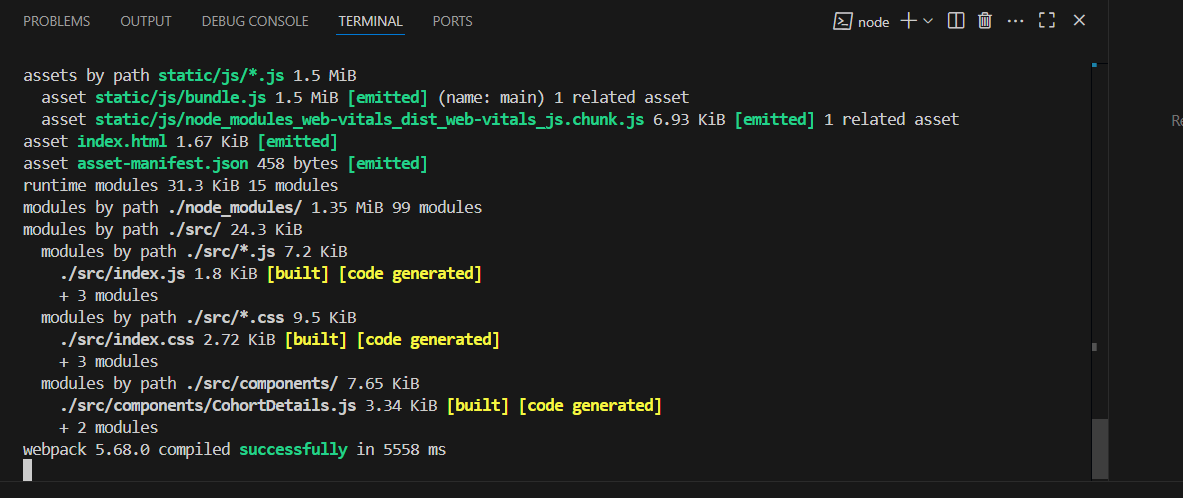 PROBLEMS OUTPUT DEBUG CONSOLE TERMINAL PORTS node
assets by path static/js/*.js 1.5 MiB
  asset static/js/bundle.js 1.5 MiB [emitted] (name: main) 1 related asset
  asset static/js/node_modules_web-vitals_dist_web-vitals_js.chunk.js 6.93 KiB [emitted] 1 related asset
asset index.html 1.67 KiB [emitted]
asset asset-manifest.json 458 bytes [emitted]
runtime modules 31.3 KiB 15 modules
modules by path ./node_modules/ 1.35 MiB 99 modules
modules by path ./src/ 24.3 KiB
  modules by path ./src/*.js 7.2 KiB
    ./src/index.js 1.8 KiB [built] [code generated]
    + 3 modules
  modules by path ./src/*.css 9.5 KiB
    ./src/index.css 2.72 KiB [built] [code generated]
    + 3 modules
  modules by path ./src/components/ 7.65 KiB
    ./src/components/CohortDetails.js 3.34 KiB [built] [code generated]
    + 2 modules
webpack 5.68.0 compiled successfully in 5558 ms